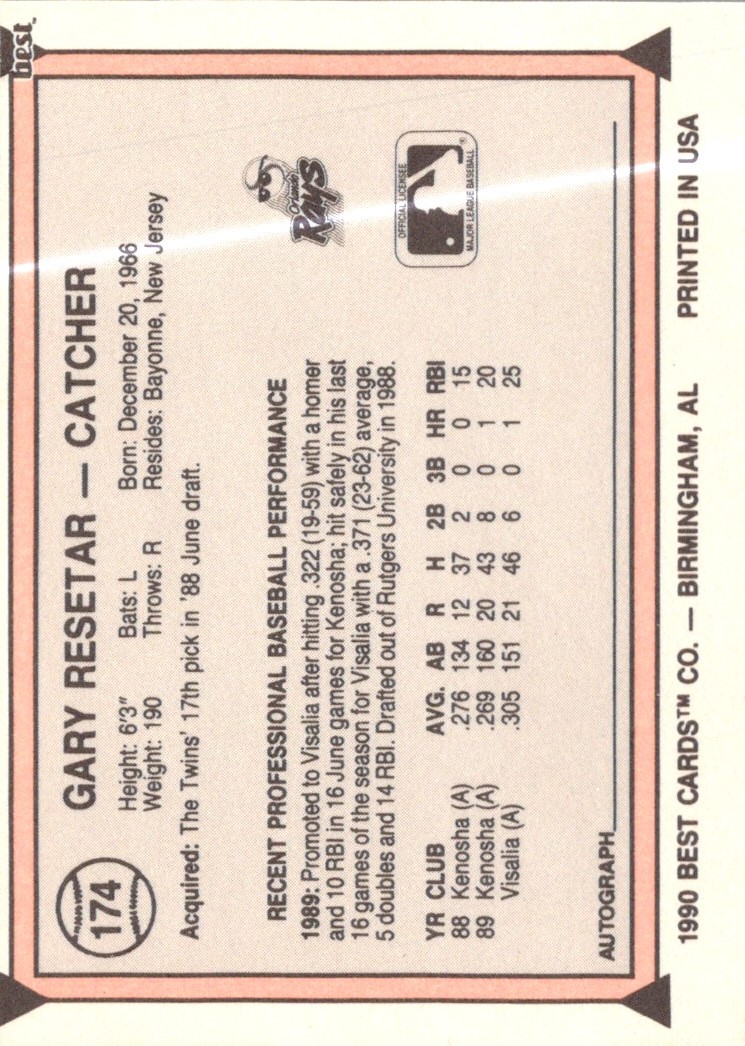 best
174
GARY RESETAR — CATCHER
Height: 6'3" Bats: L Born: December 20, 1966
Weight: 190 Throws: R Resides: Bayonne, New Jersey
Acquired: The Twins' 17th pick in '88 June draft.
Orlando
Rays
RECENT PROFESSIONAL BASEBALL PERFORMANCE
1989: Promoted to Visalia after hitting .322 (19-59) with a homer
and 10 RBI in 16 June games for Kenosha; hit safely in his last
16 games of the season for Visalia with a .371 (23-62) average,
5 doubles and 14 RBI. Drafted out of Rutgers University in 1988.
OFFICIAL LICENSEE
MAJOR LEAGUE BASEBALL
®
YR CLUB AVG. AB R H 2B 3B HR RBI
88 Kenosha (A) .276 134 12 37 2 0 0 15
89 Kenosha (A) .269 160 20 43 8 0 1 20
Visalia (A) .305 151 21 46 6 0 1 25
AUTOGRAPH
1990 BEST CARDS™ CO. — BIRMINGHAM, AL PRINTED IN USA